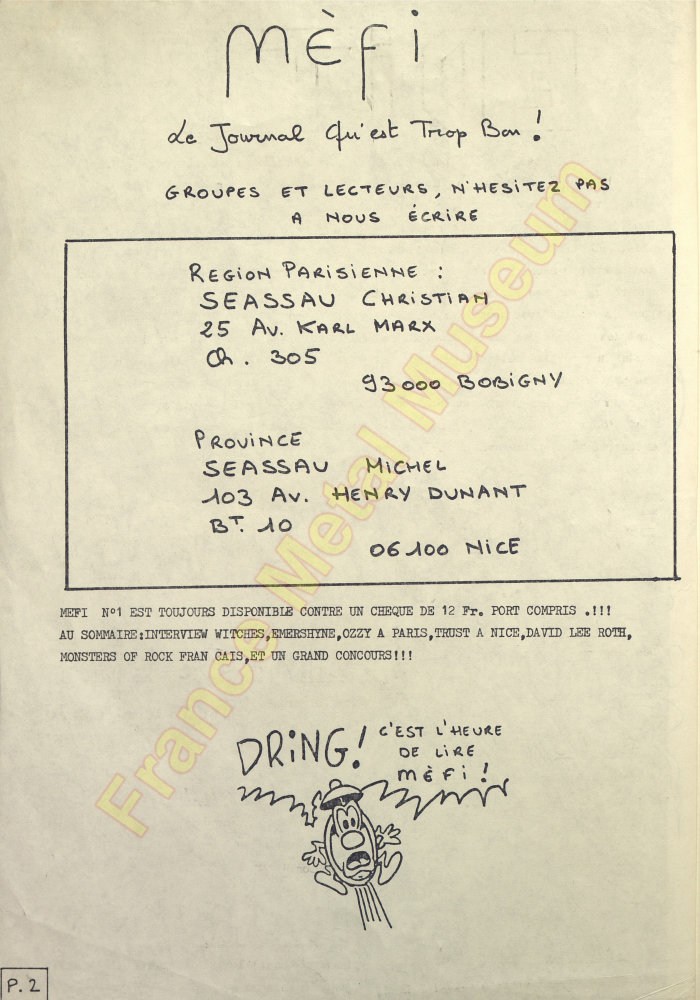 MÈFi
Le Journal Qu'est Trop Bon !
GROUPES ET LECTEURS, N'HESITEZ PAS
A NOUS ÉCRIRE
REGION PARISIENNE :
SEASSAU CHRISTIAN
25 AV. KARL MARX
Ch. 305
93000 BOBIGNY
PROVINCE
SEASSAU MICHEL
103 AV. HENRY DUNANT
BT. 10
06100 NICE
MEFI N°1 EST TOUJOURS DISPONIBLE CONTRE UN CHEQUE DE 12 Fr. PORT COMPRIS .!!!
AU SOMMAIRE:INTERVIEW WITCHES,EMERSHYNE,OZZY A PARIS,TRUST A NICE,DAVID LEE ROTH,
MONSTERS OF ROCK FRAN CAIS,ET UN GRAND CONCOURS!!!
DRING!
C'EST L'HEURE
DE LIRE
MÈFi !
P.2
France Metal Museum